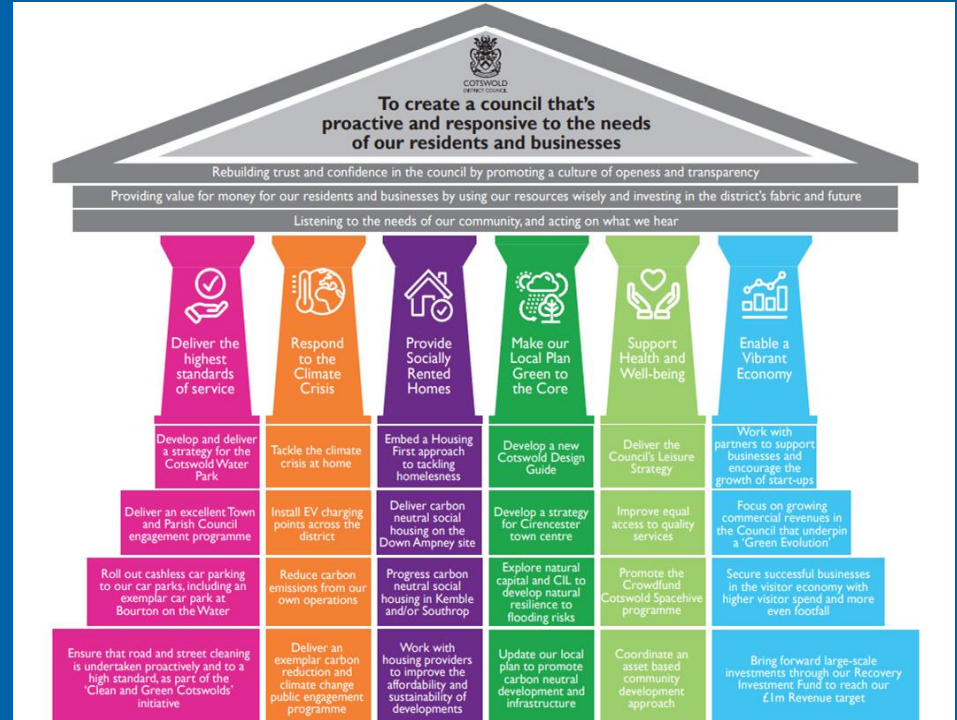 COTSWOLD
DISTRICT COUNCIL
To create a council that's
proactive and responsive to the needs
of our residents and businesses
Rebuilding trust and confidence in the council by promoting a culture of openess and transparency
Providing value for money for our residents and businesses by using our resources wisely and investing in the district's fabric and future
Listening to the needs of our community, and acting on what we hear
Deliver the
highest
standards
of service
Respond
to the
Climate
Crisis
Provide
Socially
Rented
Homes
Make our
Local Plan
Green to
the Core
Support
Health and
Well-being
Enable a
Vibrant
Economy
Develop and deliver
a strategy for the
Cotswold Water
Park
Tackle the climate
crisis at home
Embed a Housing
First approach
to tackling
homelesness
Develop a new
Cotswold Design
Guide
Deliver the
Council's Leisure
Strategy
Work with
partners to support
businesses and
encourage the
growth of start-ups
Deliver an excellent Town
and Parish Council
engagement programme
Install EV charging
points across the
district
Deliver carbon
neutral social
housing on the
Down Ampney site
Develop a strategy
for Cirencester
town centre
Improve equal
access to quality
services
Focus on growing
commercial revenues in
the Council that underpin
a 'Green Evolution'
Roll out cashless car parking
to our car parks, including an
exemplar car park at
Bourton on the Water
Reduce carbon
emissions from our
own operations
Progress carbon
neutral social
housing in Kemble
and/or Southrop
Explore natural
capital and CIL to
develop natural
resilience to
flooding risks
Promote the
Crowdfund
Cotswold Spacehive
programme
Secure successful businesses
in the visitor economy with
higher visitor spend and more
even footfall
Ensure that road and street cleaning
is undertaken proactively and to a
high standard, as part of the
'Clean and Green Cotswolds'
initiative
Deliver an
exemplar carbon
reduction and
climate change
public engagement
programme
Work with
housing providers
to improve the
affordability and
sustainability of
developments
Update our local
plan to promote
carbon neutral
development and
infrastructure
Coordinate an
asset based
community
development
approach
Bring forward large-scale
investments through our Recovery
Investment Fund to reach our
£1m Revenue target